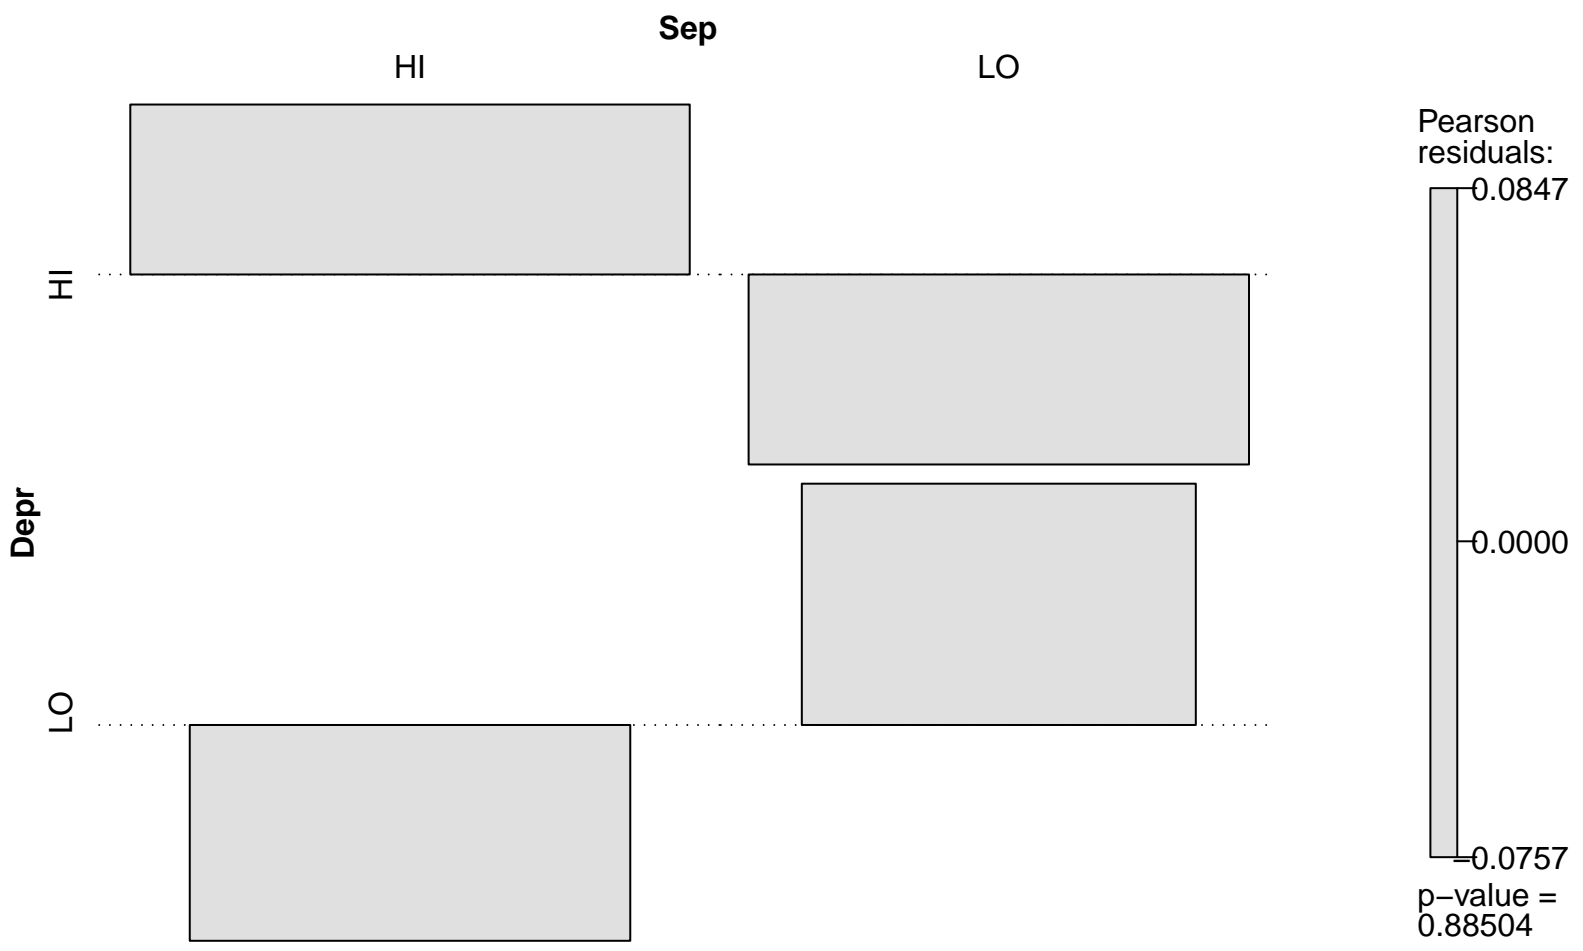 Sep
HI
LO
Pearson
residuals:
0.0847
HI
Depr
0.0000
LO
−0.0757
p−value =
0.88504